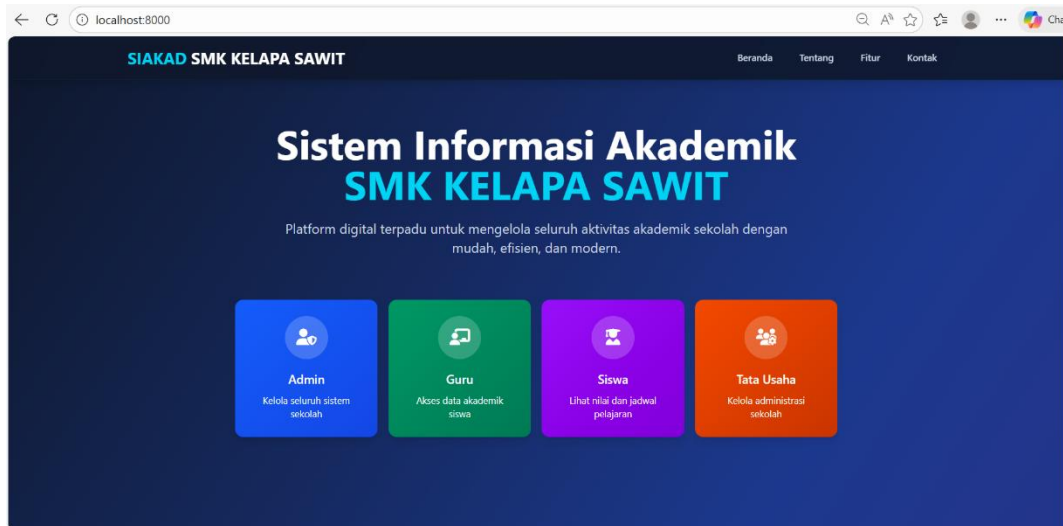 localhost:8000
Cha
SIAKAD SMK KELAPA SAWIT
Beranda Tentang Fitur Kontak
Sistem Informasi Akademik
SMK KELAPA SAWIT
Platform digital terpadu untuk mengelola seluruh aktivitas akademik sekolah dengan
mudah, efisien, dan modern.
Admin
Kelola seluruh sistem
sekolah
Guru
Akses data akademik
siswa
Siswa
Lihat nilai dan jadwal
pelajaran
Tata Usaha
Kelola administrasi
sekolah